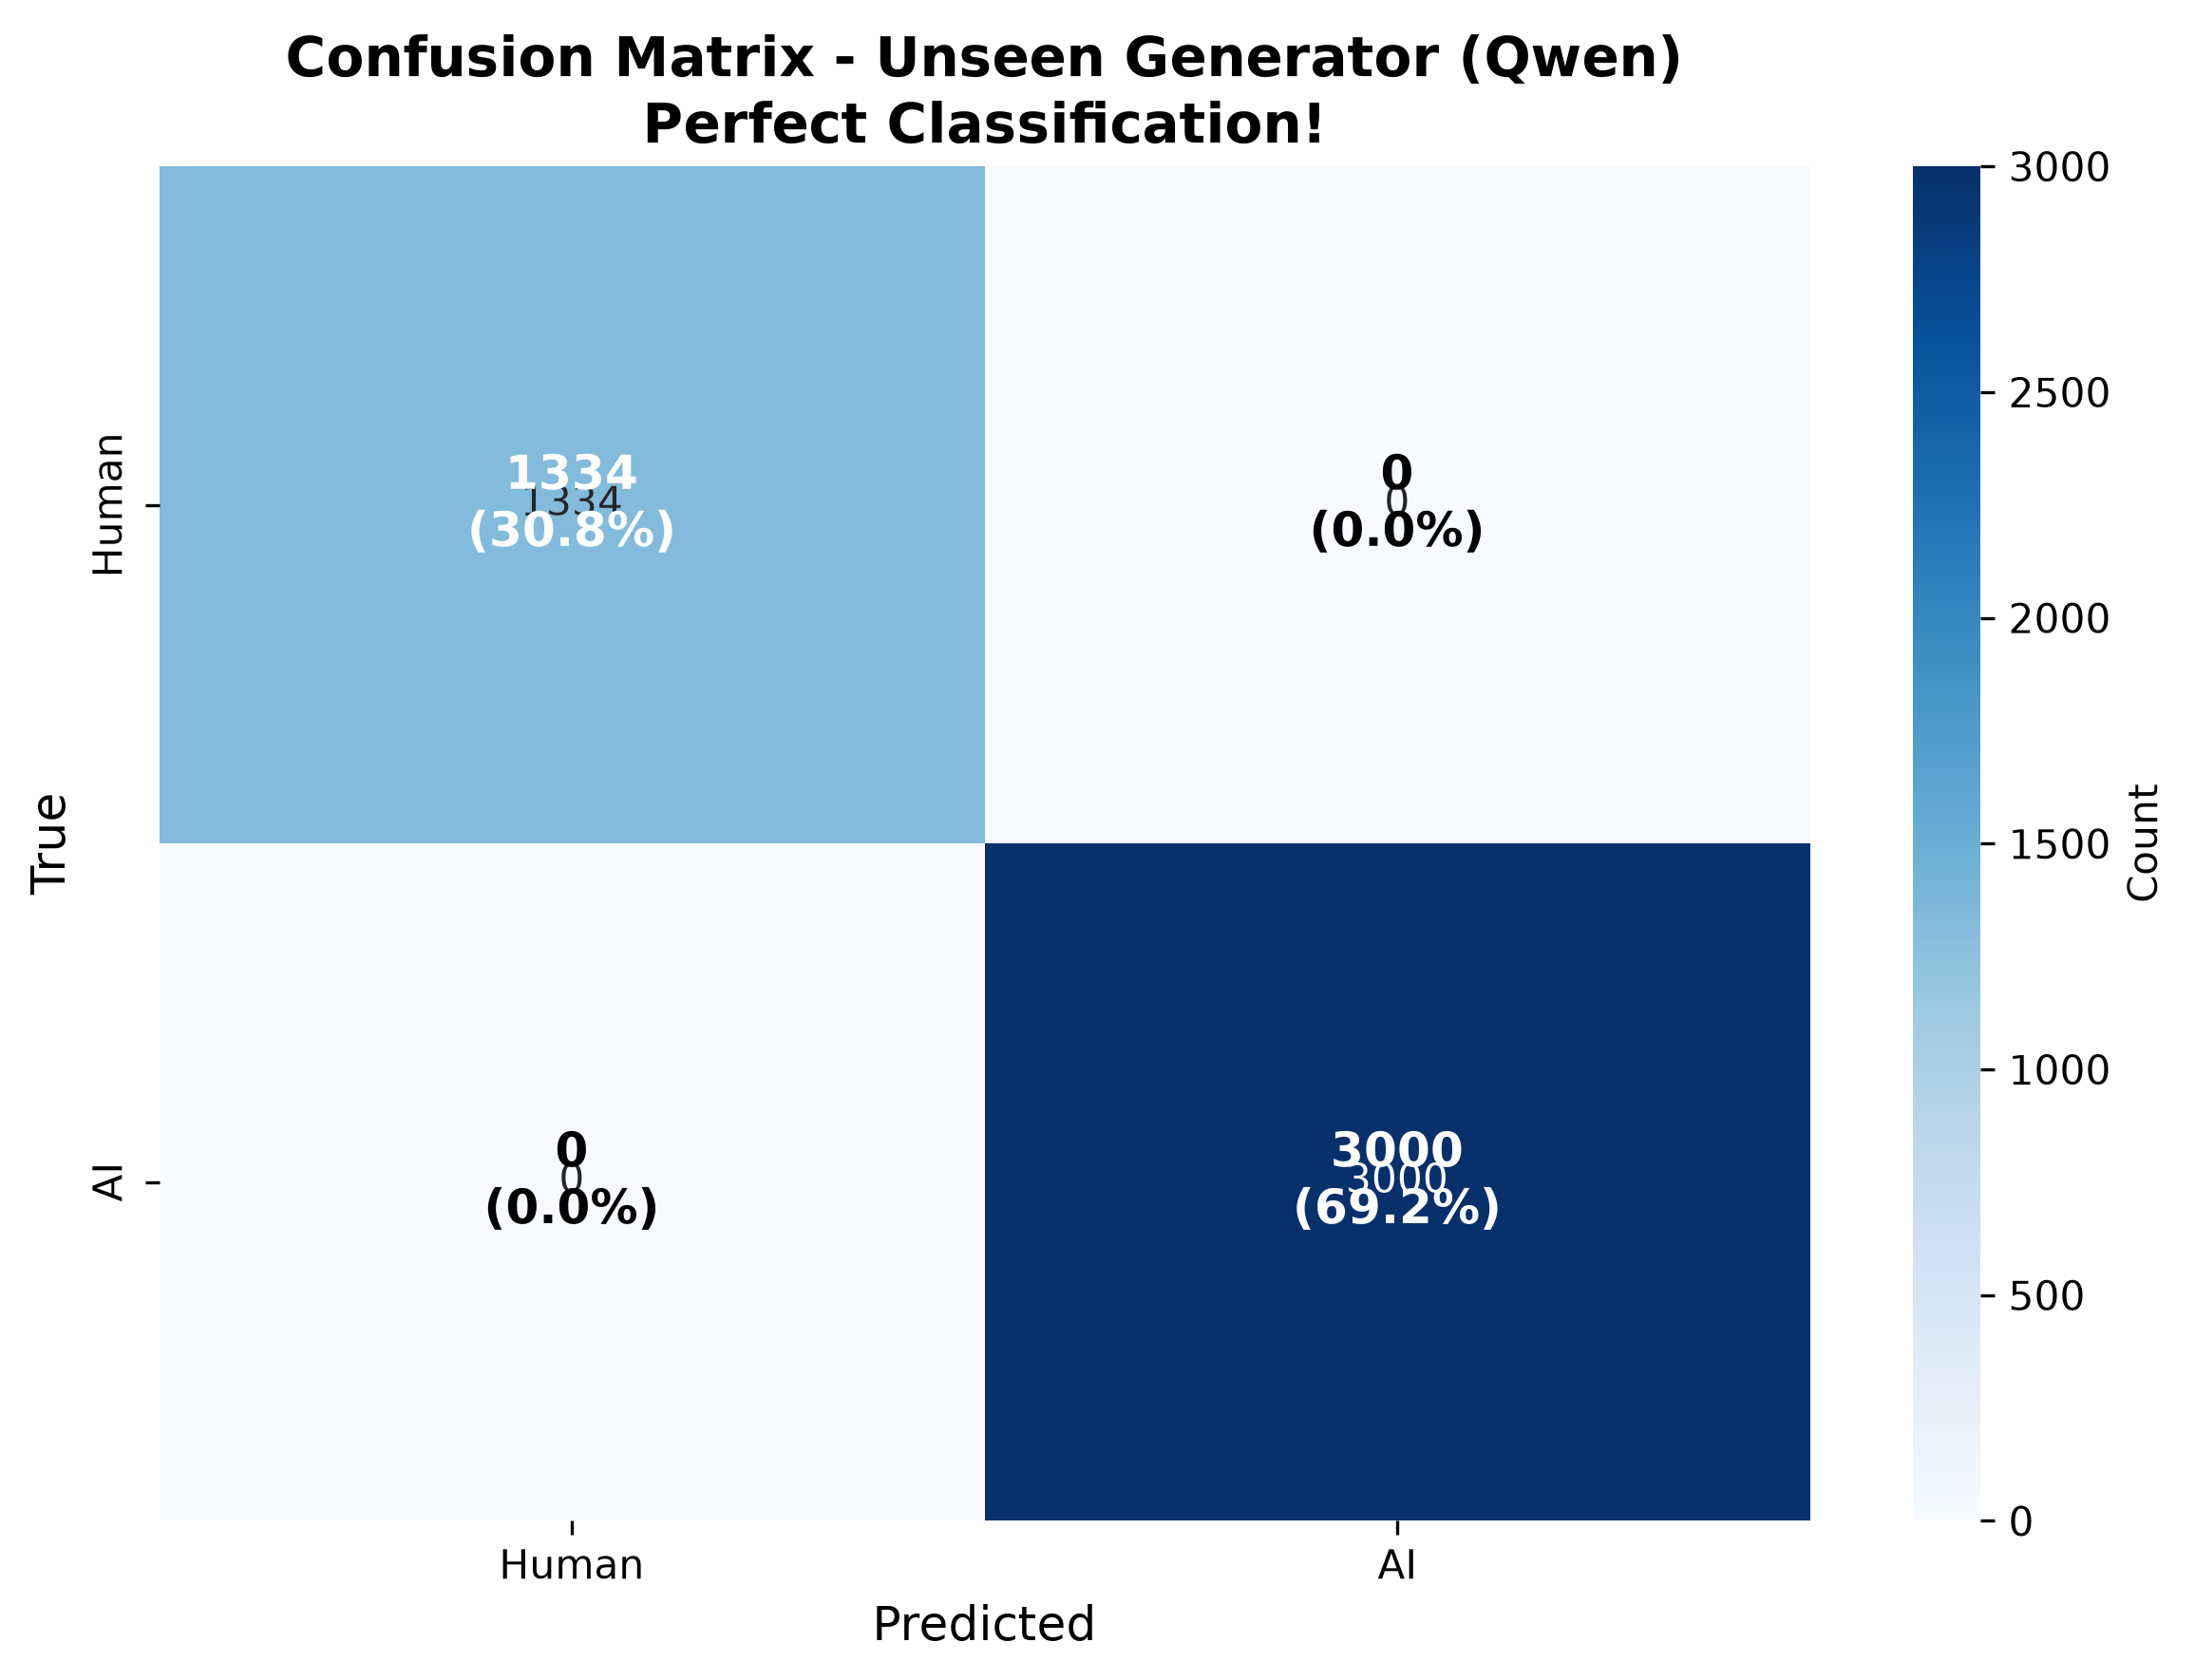 Confusion Matrix - Unseen Generator (Qwen)
Perfect Classification!
True
Human
AI
1334
1334
(30.8%)
0
0
(0.0%)
0
0
(0.0%)
3000
3000
(69.2%)
Human
AI
Predicted
3000
2500
2000
1500
1000
500
0
Count